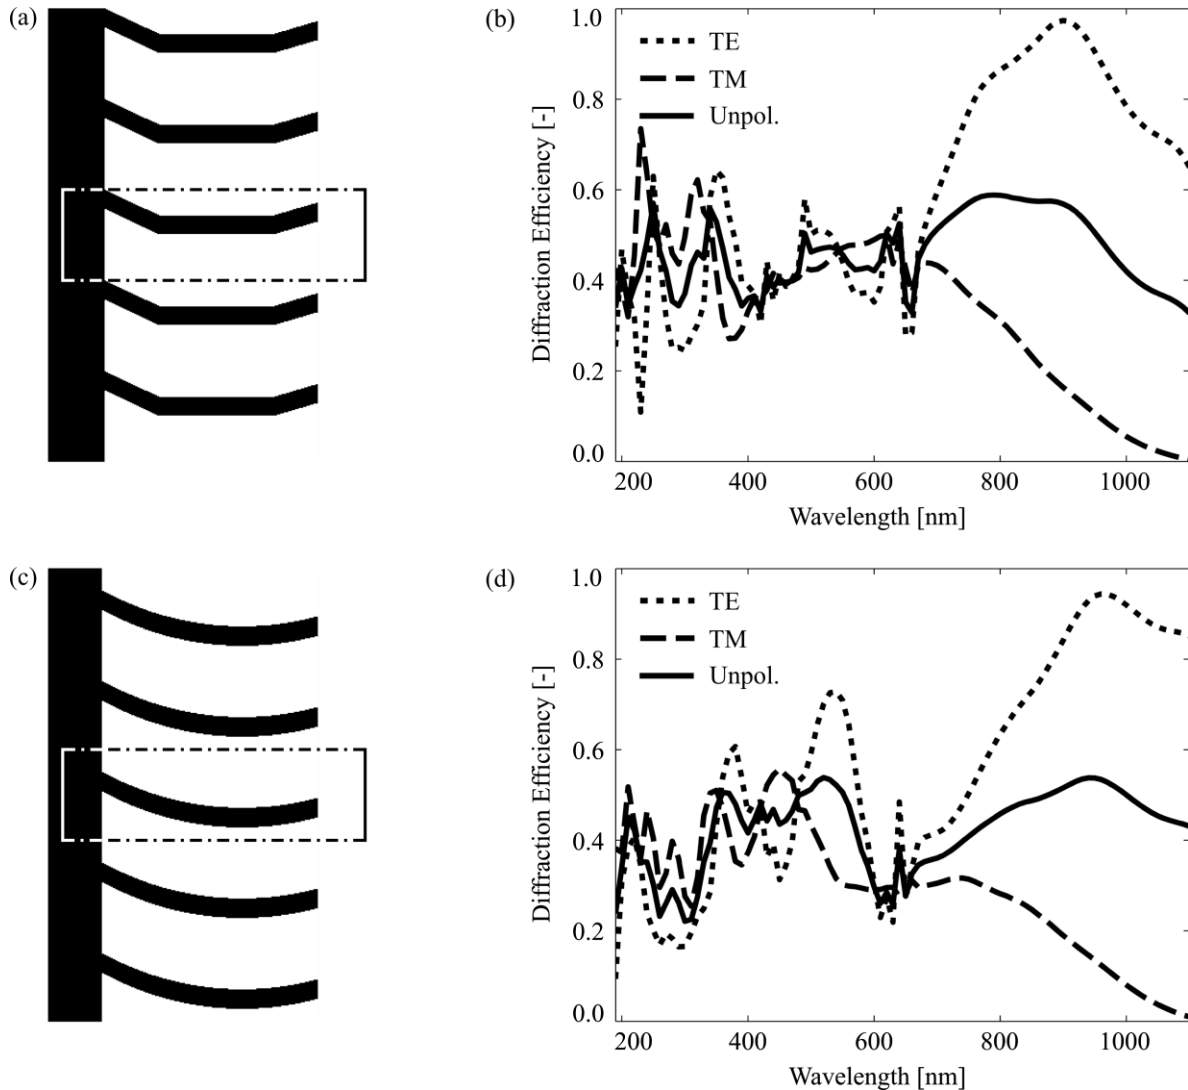 (a)
(b)
1.0
0.8
0.6
0.4
0.2
0.0
Diffraction Efficiency [-]
TE
TM
Unpol.
200 400 600 800 1000
Wavelength [nm]
(c)
(d)
1.0
0.8
0.6
0.4
0.2
0.0
Diffraction Efficiency [-]
TE
TM
Unpol.
200 400 600 800 1000
Wavelength [nm]